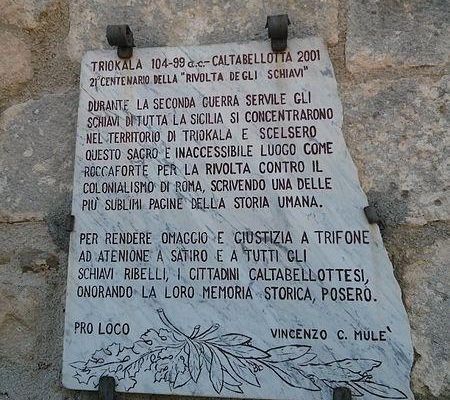 TRIOKALA 104-99 a.c.- CALTABELLOTTA 2001
21° CENTENARIO DELLA "RIVOLTA DEGLI SCHIAVI"
DURANTE LA SECONDA GUERRA SERVILE GLI
SCHIAVI DI TUTTA LA SICILIA SI CONCENTRARONO
NEL TERRITORIO DI TRIOKALA E SCELSERO
QUESTO SACRO E INACCESSIBILE LUOGO COME
ROCCAFORTE PER LA RIVOLTA CONTRO IL
COLONIALISMO DI ROMA, SCRIVENDO UNA DELLE
PIU' SUBLIMI PAGINE DELLA STORIA UMANA.
PER RENDERE OMAGGIO E GIUSTIZIA A TRIFONE
AD ATENIONE A SATIRO E A TUTTI GLI
SCHIAVI RIBELLI, I CITTADINI CALTABELLOTTESI,
ONORANDO LA LORO MEMORIA STORICA, POSERO.
PRO LOCO VINCENZO C. MULE'